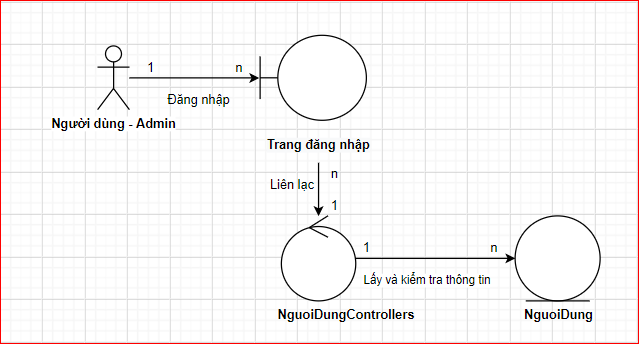 1
n
Đăng nhập
Người dùng - Admin
Trang đăng nhập
n
Liên lạc
1
1
n
Lấy và kiểm tra thông tin
NguoiDungControllers
NguoiDung